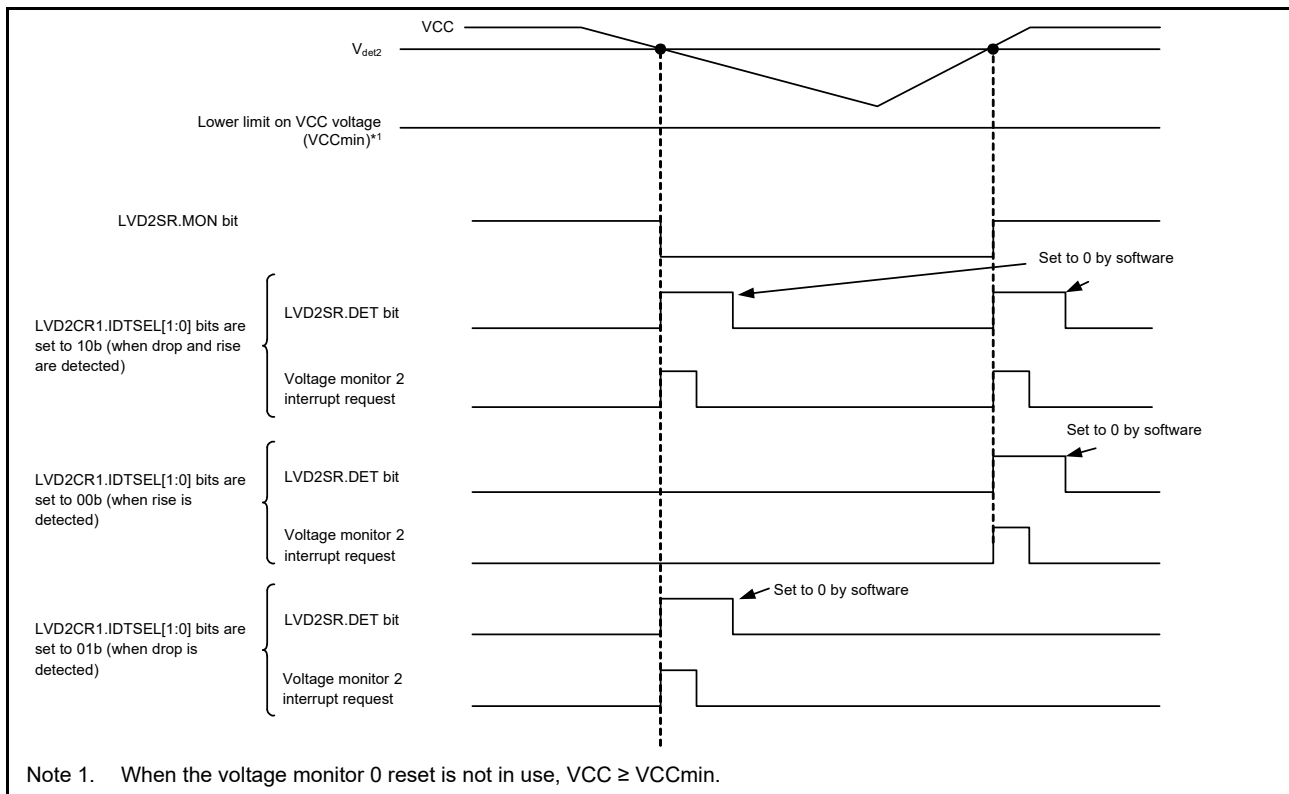 VCC
Vdet2
Lower limit on VCC voltage
(VCCmin)*1
LVD2SR.MON bit
Set to 0 by software
LVD2CR1.IDTSEL[1:0] bits are
set to 10b (when drop and rise
are detected)
LVD2SR.DET bit
Voltage monitor 2
interrupt request
Set to 0 by software
LVD2CR1.IDTSEL[1:0] bits are
set to 00b (when rise is
detected)
LVD2SR.DET bit
Voltage monitor 2
interrupt request
Set to 0 by software
LVD2CR1.IDTSEL[1:0] bits are
set to 01b (when drop is
detected)
LVD2SR.DET bit
Voltage monitor 2
interrupt request
Note 1. When the voltage monitor 0 reset is not in use, VCC ≥ VCCmin.